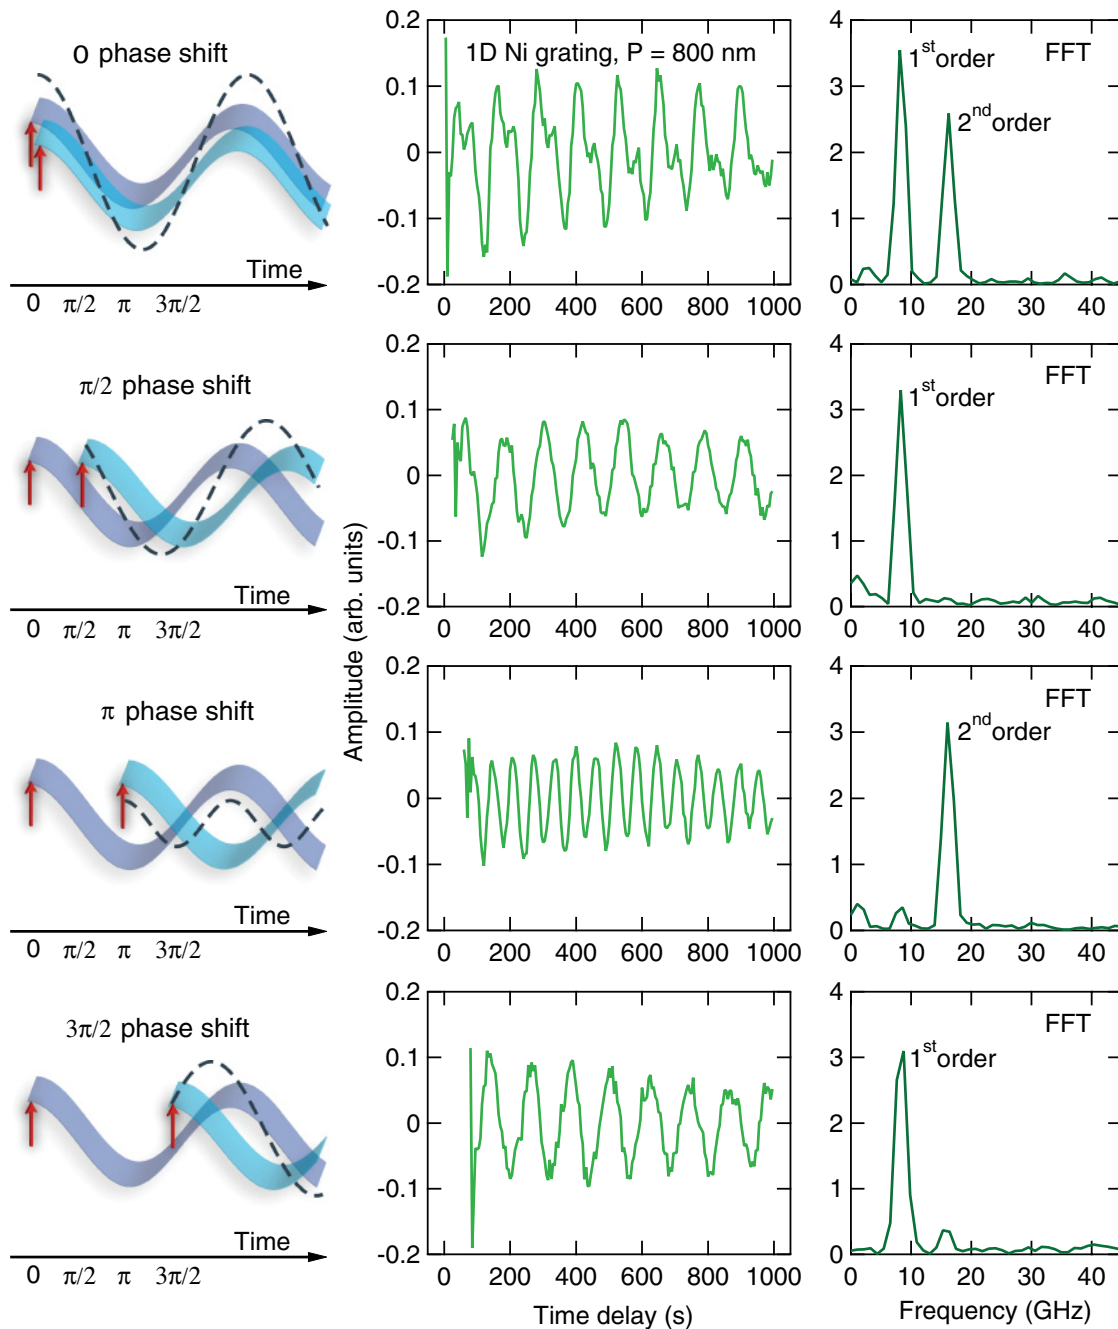 0 phase shift
Time
0 π/2 π 3π/2
1D Ni grating, P = 800 nm
0.2
0.1
0
-0.1
-0.2
0 200 400 600 800 1000
FFT
1st order
2nd order
4
3
2
1
0
0 10 20 30 40
π/2 phase shift
Time
0 π/2 π 3π/2
0.2
0.1
0
-0.1
-0.2
0 200 400 600 800 1000
FFT
1st order
4
3
2
1
0
0 10 20 30 40
Amplitude (arb. units)
π phase shift
Time
0 π/2 π 3π/2
0.2
0.1
0
-0.1
-0.2
0 200 400 600 800 1000
FFT
2nd order
4
3
2
1
0
0 10 20 30 40
3π/2 phase shift
Time
0 π/2 π 3π/2
0.2
0.1
0
-0.1
-0.2
0 200 400 600 800 1000
Time delay (s)
FFT
1st order
4
3
2
1
0
0 10 20 30 40
Frequency (GHz)